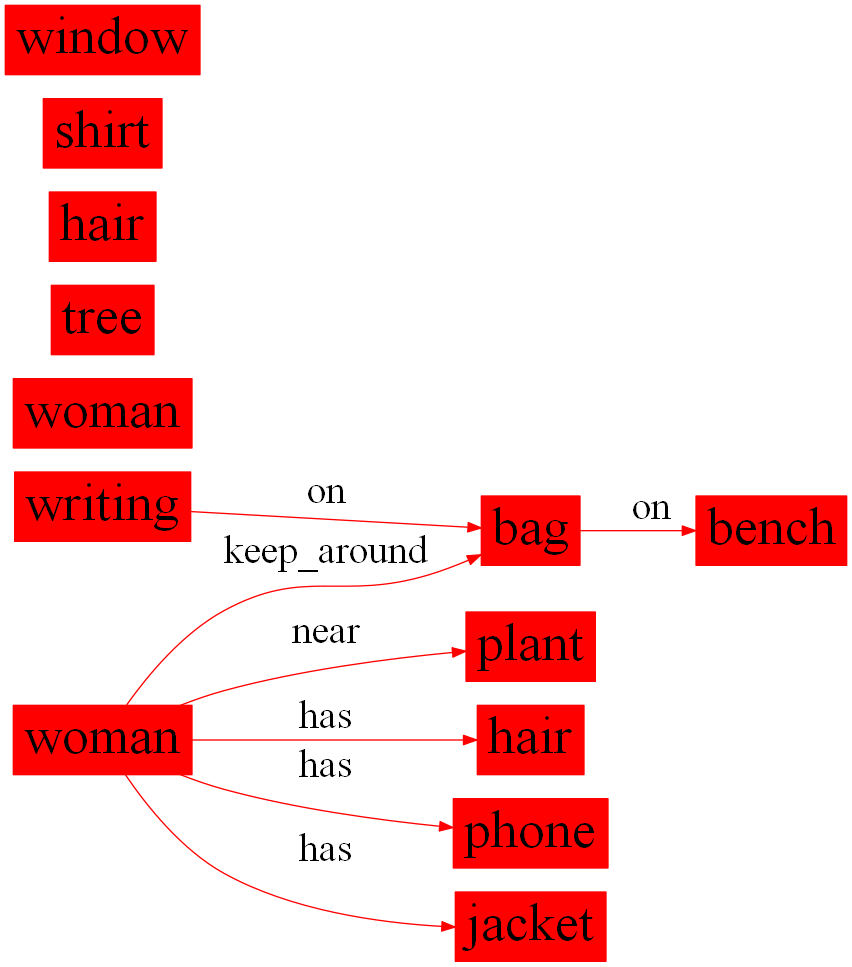 window
shirt
hair
tree
woman
writing on bag on bench
keep_around
near plant
woman has hair
has phone
has jacket